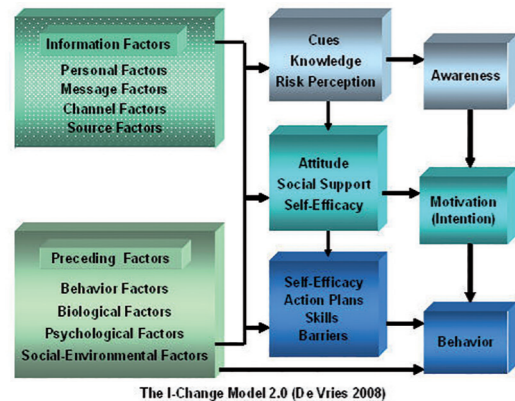 Information Factors
Personal Factors
Message Factors
Channel Factors
Source Factors
Preceding Factors
Behavior Factors
Biological Factors
Psychological Factors
Social-Environmental Factors
Cues
Knowledge
Risk Perception
Attitude
Social Support
Self-Efficacy
Self-Efficacy
Action Plans
Skills
Barriers
Awareness
Motivation
(Intention)
Behavior
The I-Change Model 2.0 (De Vries 2008)